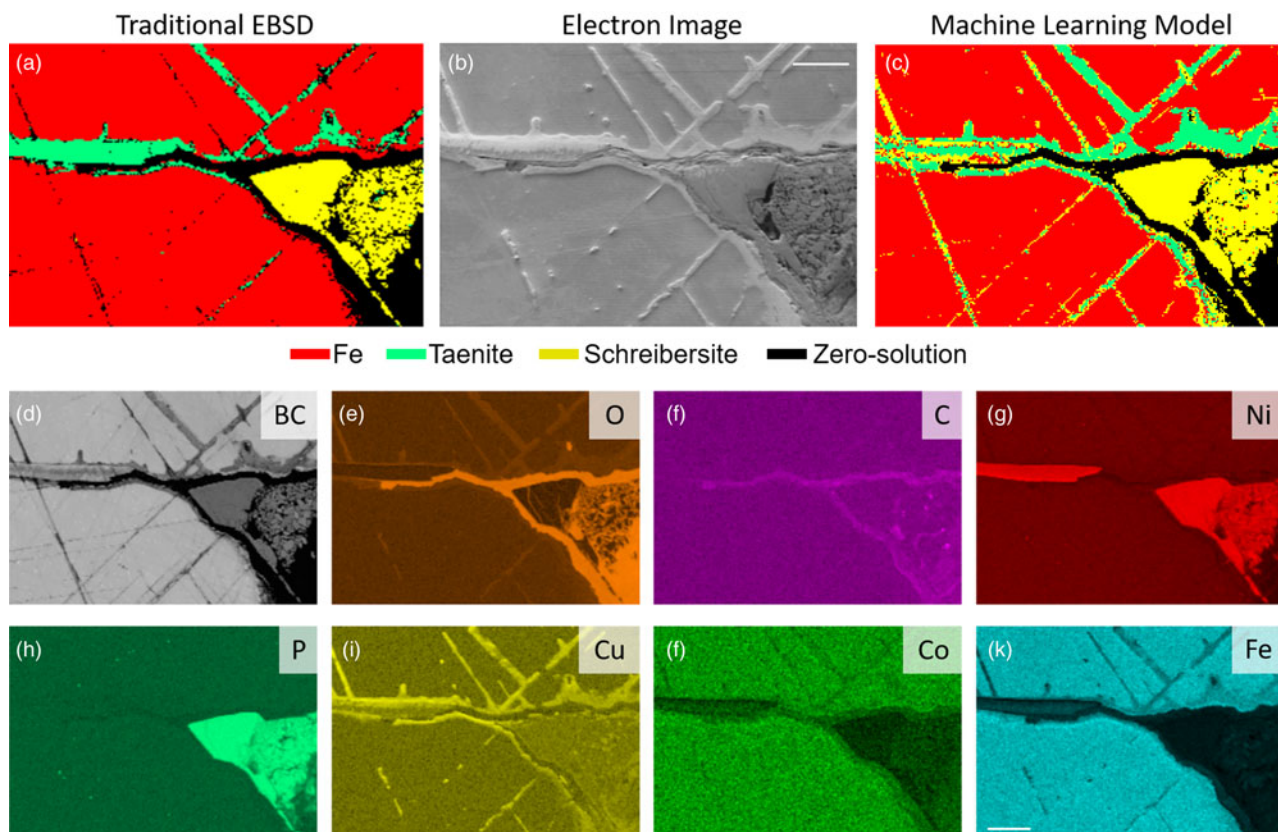 Traditional EBSD Electron Image Machine Learning Model
(a) (b) (c)
Fe Taenite Schreibersite Zero-solution
(d) BC (e) O (f) C (g) Ni
(h) P (i) Cu (f) Co (k) Fe